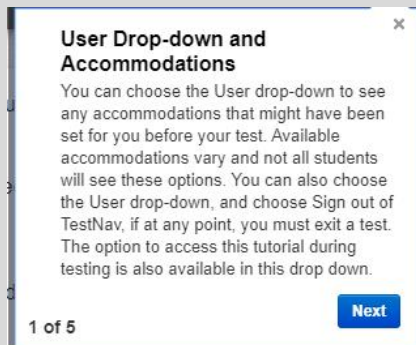 ×
User Drop-down and
Accommodations
You can choose the User drop-down to see
any accommodations that might have been
set for you before your test. Available
accommodations vary and not all students
will see these options. You can also choose
the User drop-down, and choose Sign out of
TestNav, if at any point, you must exit a test.
The option to access this tutorial during
testing is also available in this drop down.
Next
1 of 5